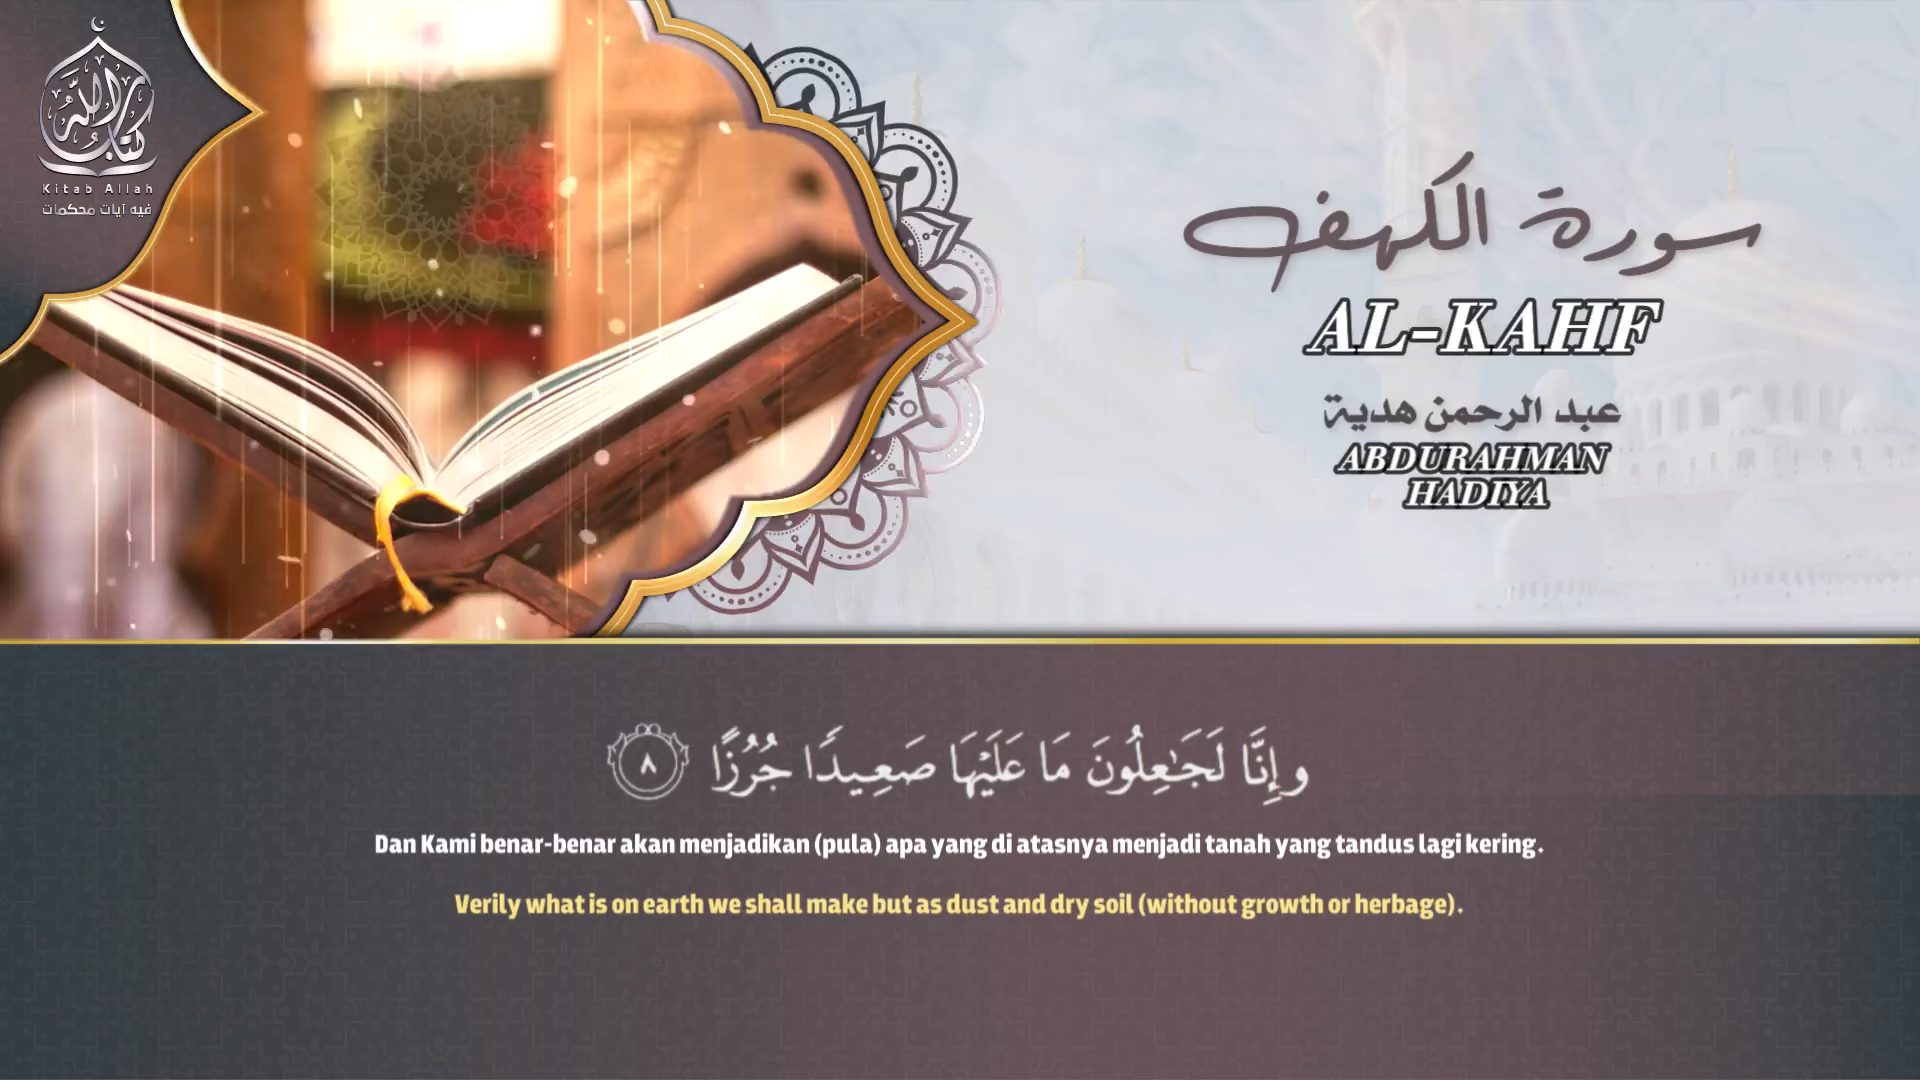 كتاب الله
Kitab Allah
فيه آيات محكمات
سورة الكهف
AL-KAHF
عبد الرحمن هدية
ABDURAHMAN
HADIYA
وإِنَّا لَجَـٰعِلُونَ مَا عَلَيْهَا صَعِيدًا جُرُزًا ٨
Dan Kami benar-benar akan menjadikan (pula) apa yang di atasnya menjadi tanah yang tandus lagi kering.
Verily what is on earth we shall make but as dust and dry soil (without growth or herbage).